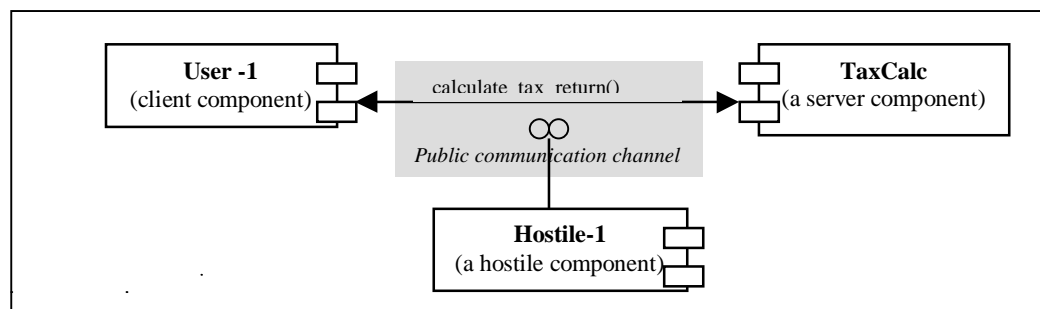 User -1
(client component)
calculate_tax_return()
TaxCalc
(a server component)
Public communication channel
Hostile-1
(a hostile component)